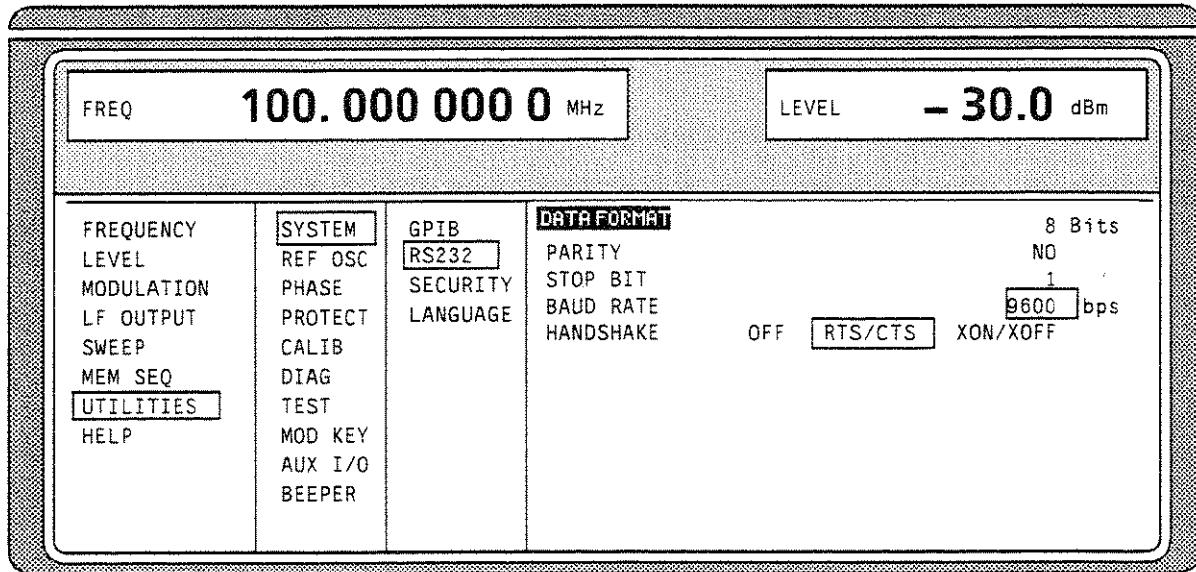 FREQ 100. 000 000 0 MHz
LEVEL – 30.0 dBm
FREQUENCY
LEVEL
MODULATION
LF OUTPUT
SWEEP
MEM SEQ
UTILITIES
HELP
SYSTEM
REF OSC
PHASE
PROTECT
CALIB
DIAG
TEST
MOD KEY
AUX I/O
BEEPER
GPIB
RS232
SECURITY
LANGUAGE
DATA FORMAT 8 Bits
PARITY NO
STOP BIT 1
BAUD RATE 9600 bps
HANDSHAKE OFF RTS/CTS XON/XOFF